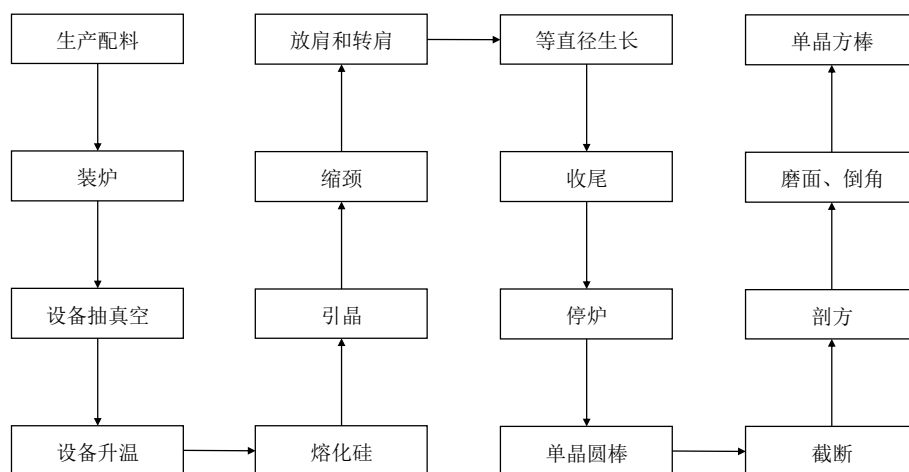 生产配料
装炉
设备抽真空
设备升温
熔化硅
引晶
缩颈
放肩和转肩
等直径生长
收尾
停炉
单晶圆棒
截断
剖方
磨面、倒角
单晶方棒